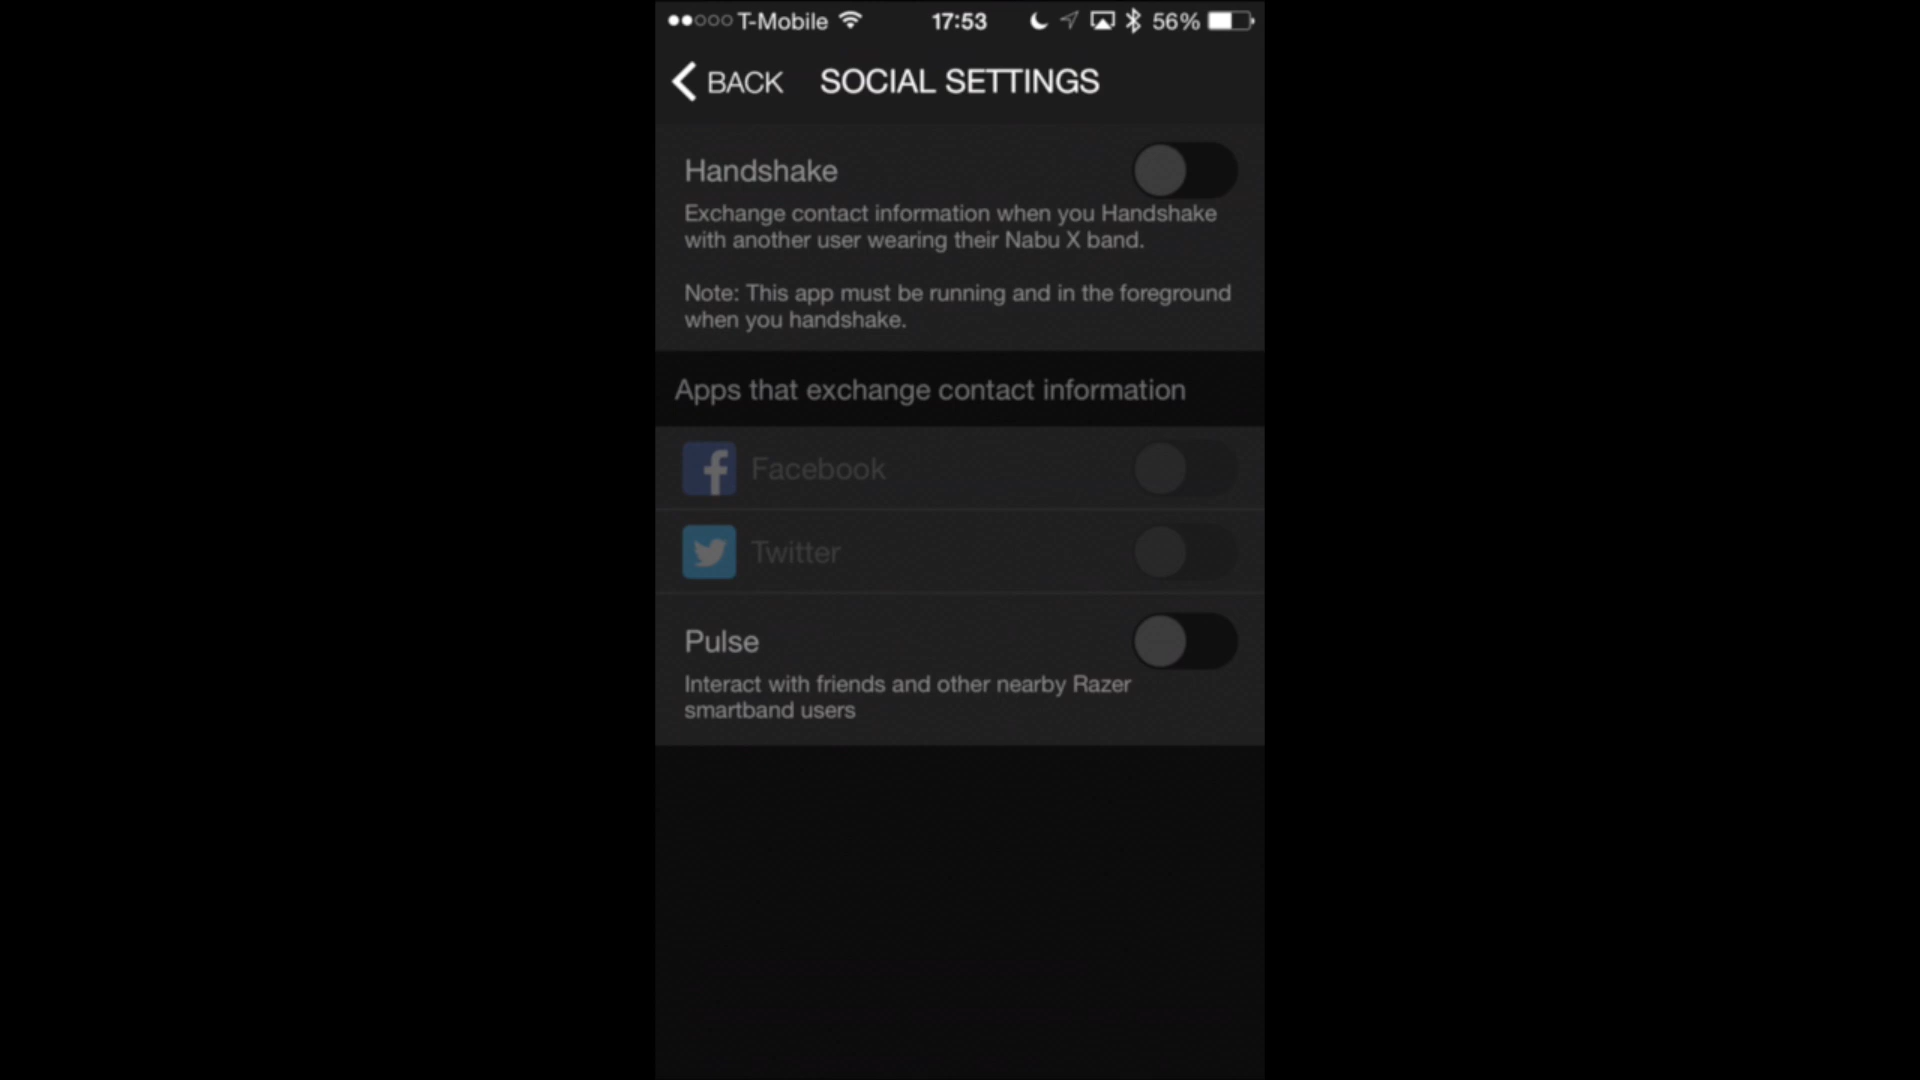 T-Mobile 17:53 56%
BACK SOCIAL SETTINGS
Handshake
Exchange contact information when you Handshake
with another user wearing their Nabu X band.
Note: This app must be running and in the foreground
when you handshake.
Apps that exchange contact information
Facebook
Twitter
Pulse
Interact with friends and other nearby Razer
smartband users